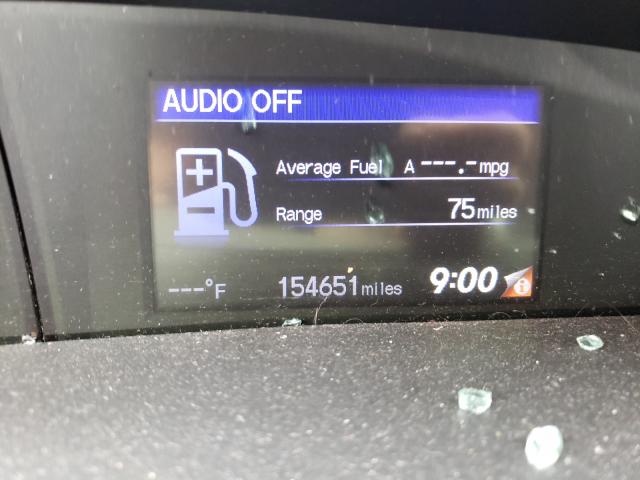 AUDIO OFF
Average Fuel A ---.- mpg
Range 75 miles
---°F 154651 miles 9:00 i